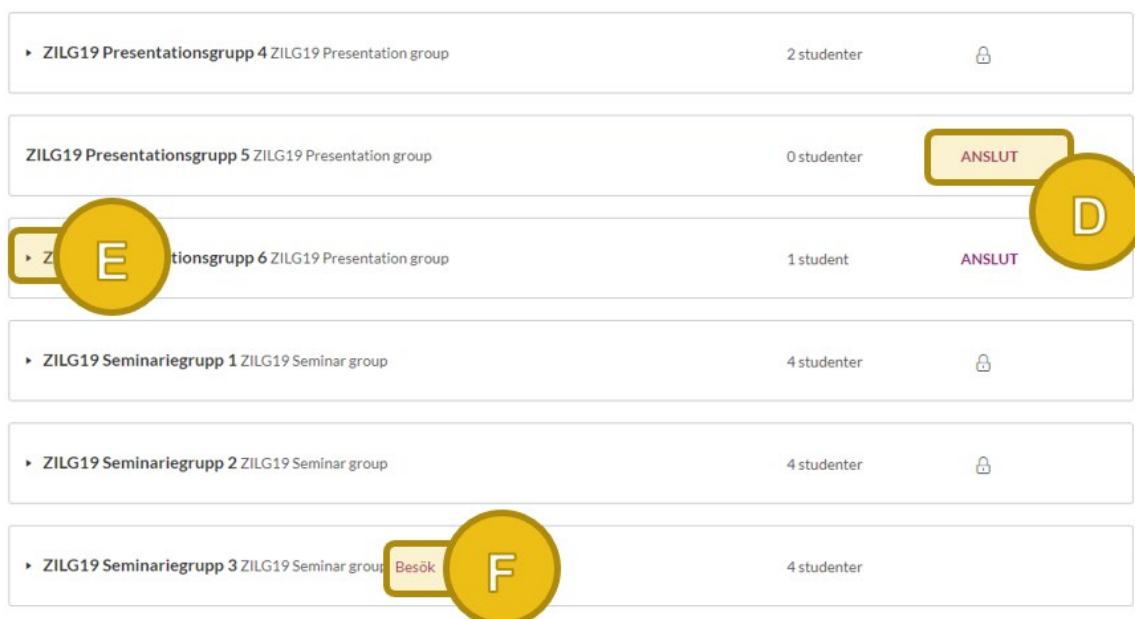 ZILG19 Presentationsgrupp 4 ZILG19 Presentation group 2 studenter
ZILG19 Presentationsgrupp 5 ZILG19 Presentation group 0 studenter ANSLUT
D
E
Z tionsgrupp 6 ZILG19 Presentation group 1 student ANSLUT
ZILG19 Seminariegrupp 1 ZILG19 Seminar group 4 studenter
ZILG19 Seminariegrupp 2 ZILG19 Seminar group 4 studenter
ZILG19 Seminariegrupp 3 ZILG19 Seminar group Besök F 4 studenter